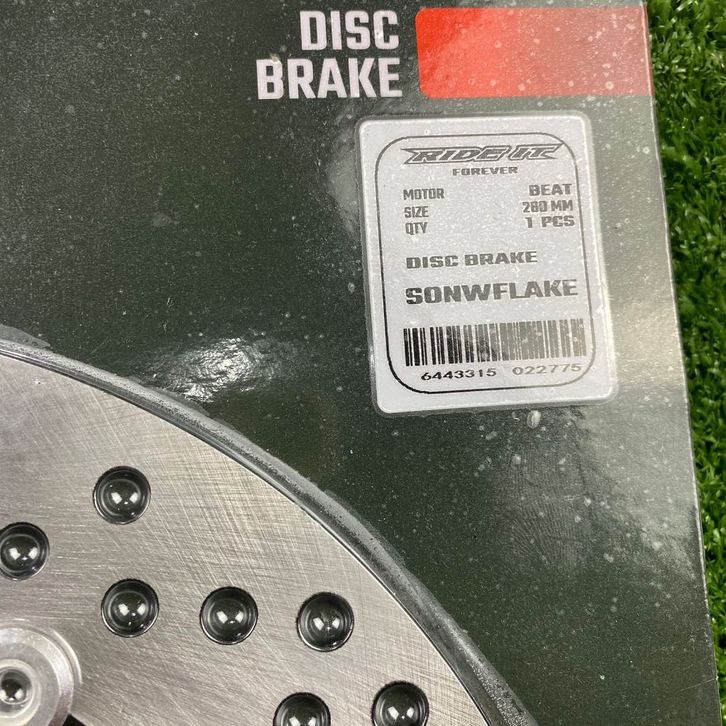 DISC
BRAKE
RIDE IT
FOREVER
MOTOR BEAT
SIZE 260 MM
QTY 1 PCS
DISC BRAKE
SONWFLAKE
6443315 022775